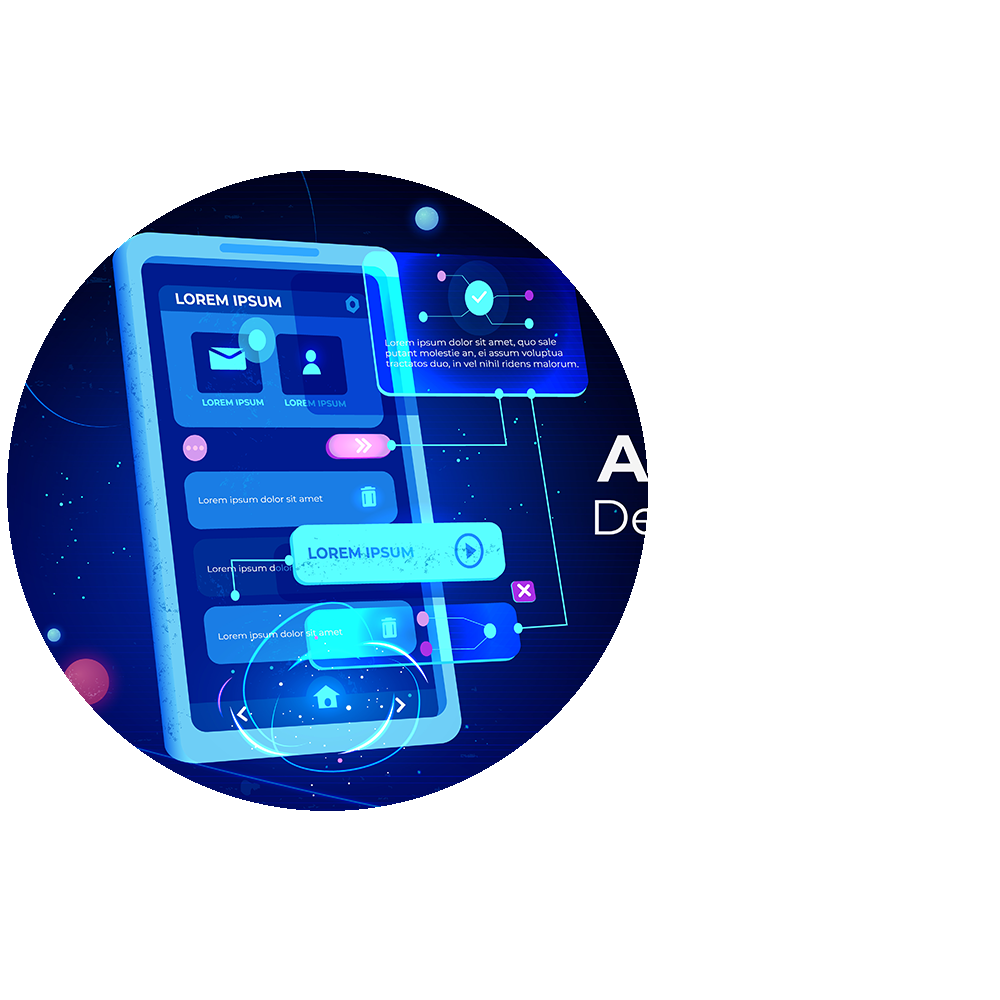 LOREM IPSUM
LOREM IPSUM
LOREM IPSUM
Lorem ipsum dolor sit amet, quo sale
putent molestie an, ei assum voluptua
tractatos duo, in vel nihil ridens malorum.
A
De
Lorem ipsum dolor sit amet
LOREM IPSUM
Lorem ipsum dolor
Lorem ipsum dolor sit amet